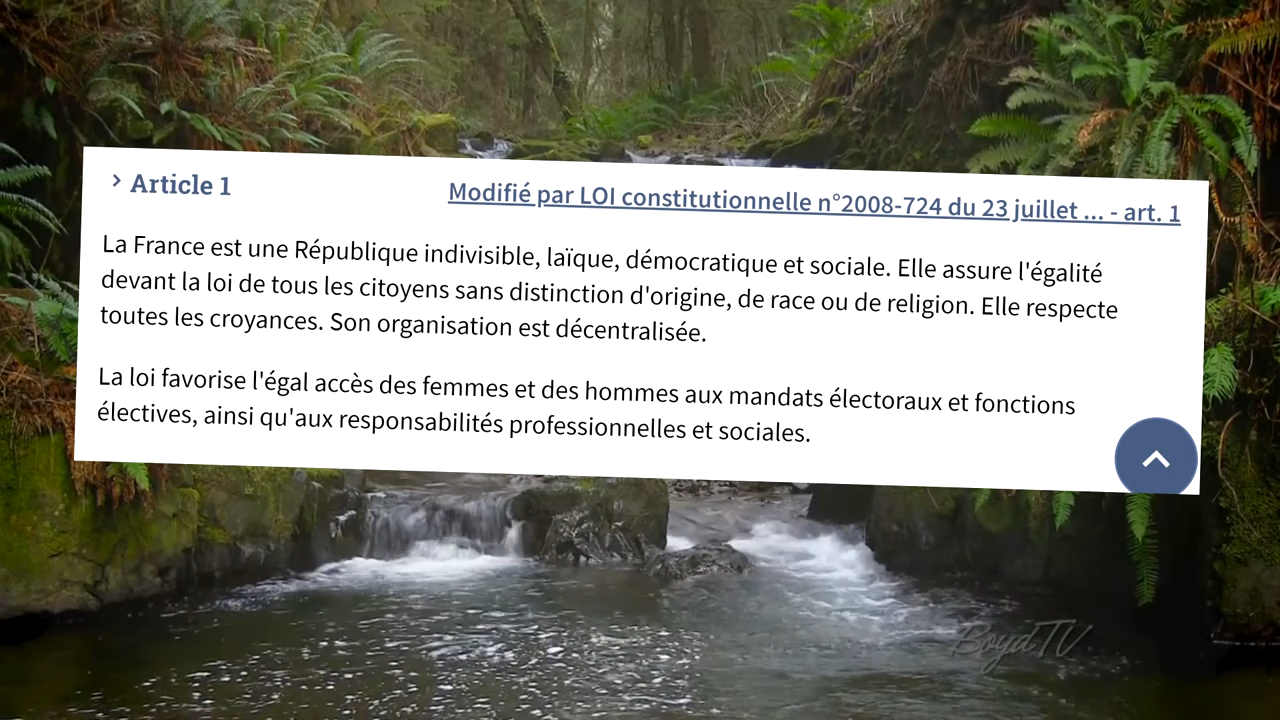 Article 1
Modifié par LOI constitutionnelle n°2008-724 du 23 juillet ... - art. 1
La France est une République indivisible, laïque, démocratique et sociale. Elle assure l'égalité
devant la loi de tous les citoyens sans distinction d'origine, de race ou de religion. Elle respecte
toutes les croyances. Son organisation est décentralisée.
La loi favorise l'égal accès des femmes et des hommes aux mandats électoraux et fonctions
électives, ainsi qu'aux responsabilités professionnelles et sociales.
BoydTV